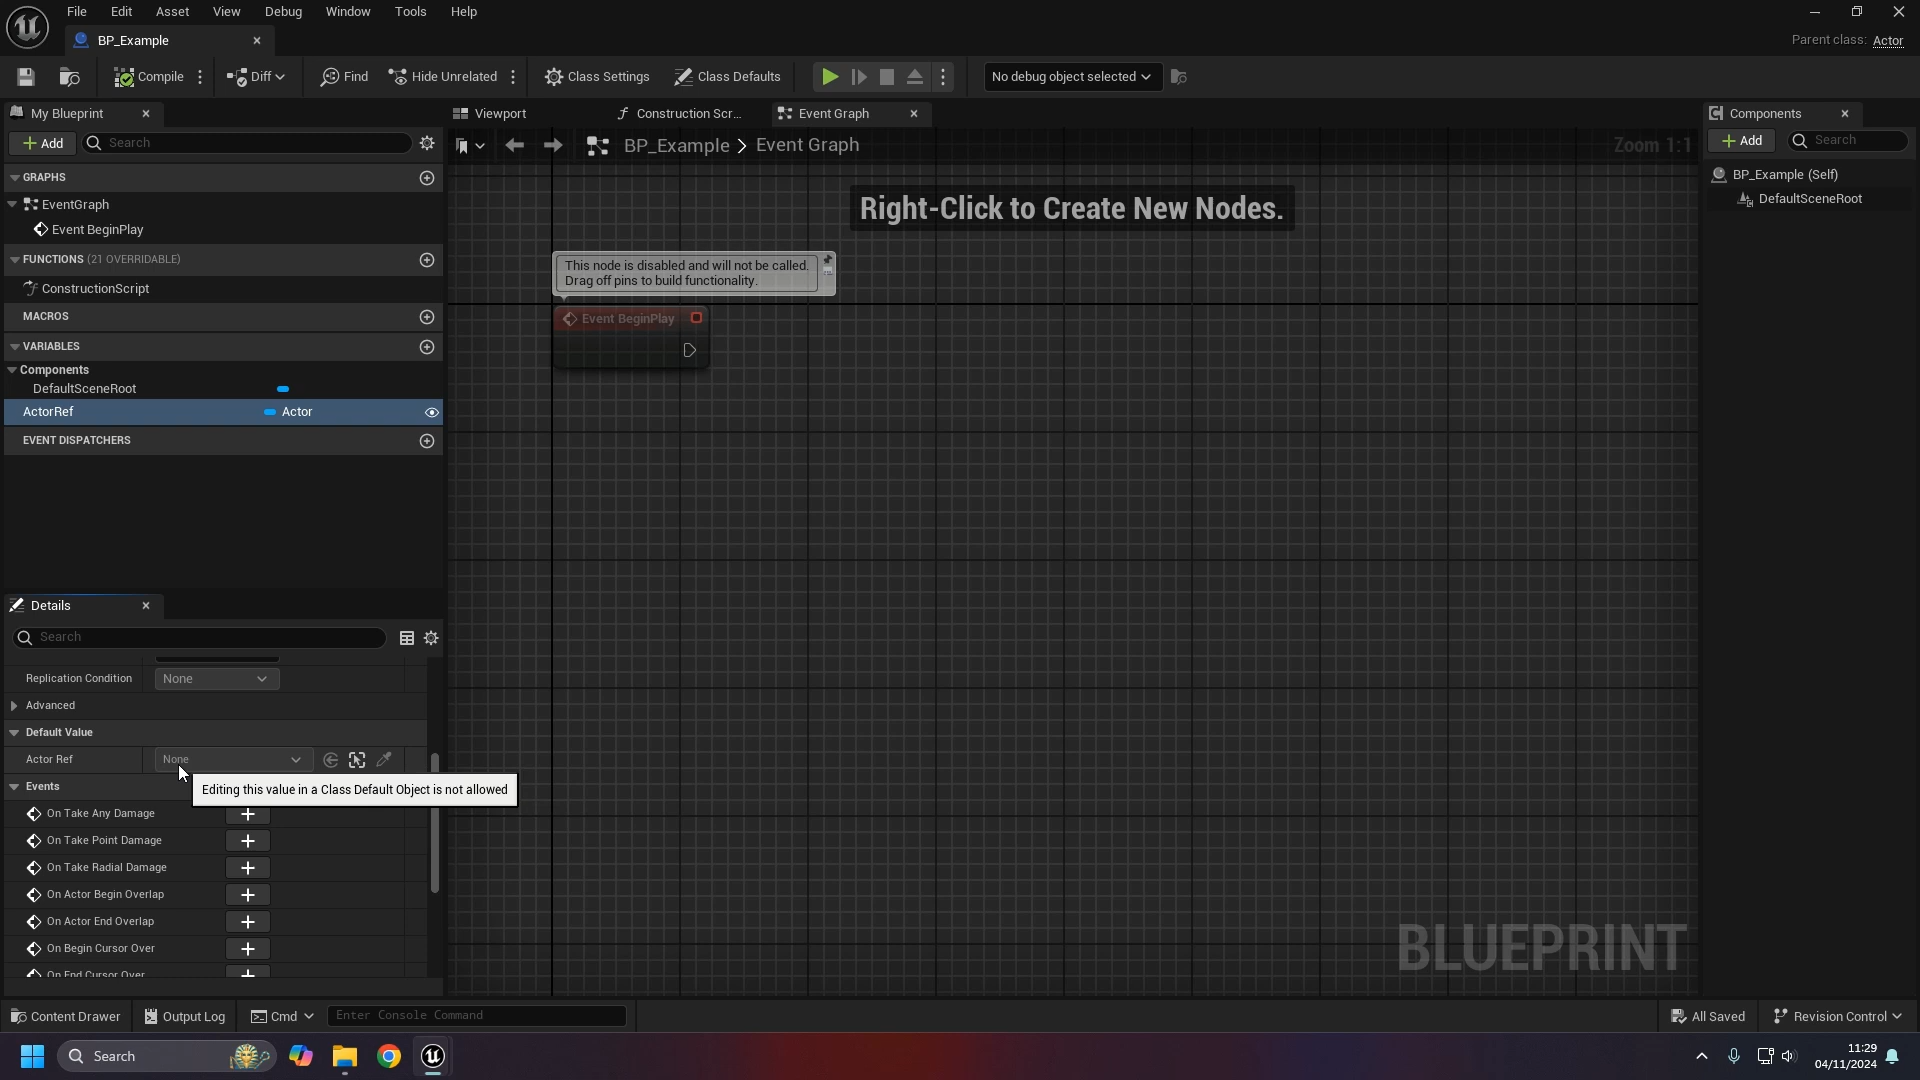 File Edit Asset View Debug Window Tools Help
BP_Example
Parent class: Actor
Compile Diff Find Hide Unrelated Class Settings Class Defaults No debug object selected
My Blueprint Viewport Construction Scr... Event Graph Components
Add Search BP_Example > Event Graph Zoom 1:1 Add Search
GRAPHS
EventGraph
Event BeginPlay
FUNCTIONS (21 OVERRIDABLE)
ConstructionScript
MACROS
VARIABLES
Components
DefaultSceneRoot
ActorRef Actor
EVENT DISPATCHERS
Right-Click to Create New Nodes.
This node is disabled and will not be called.
Drag off pins to build functionality.
Event BeginPlay
BP_Example (Self)
DefaultSceneRoot
Details
Search
Replication Condition None
Advanced
Default Value
Actor Ref None
Editing this value in a Class Default Object is not allowed
Events
On Take Any Damage
On Take Point Damage
On Take Radial Damage
On Actor Begin Overlap
On Actor End Overlap
On Begin Cursor Over
On End Cursor Over
BLUEPRINT
Content Drawer Output Log Cmd Enter Console Command All Saved Revision Control
Search
11:29
04/11/2024